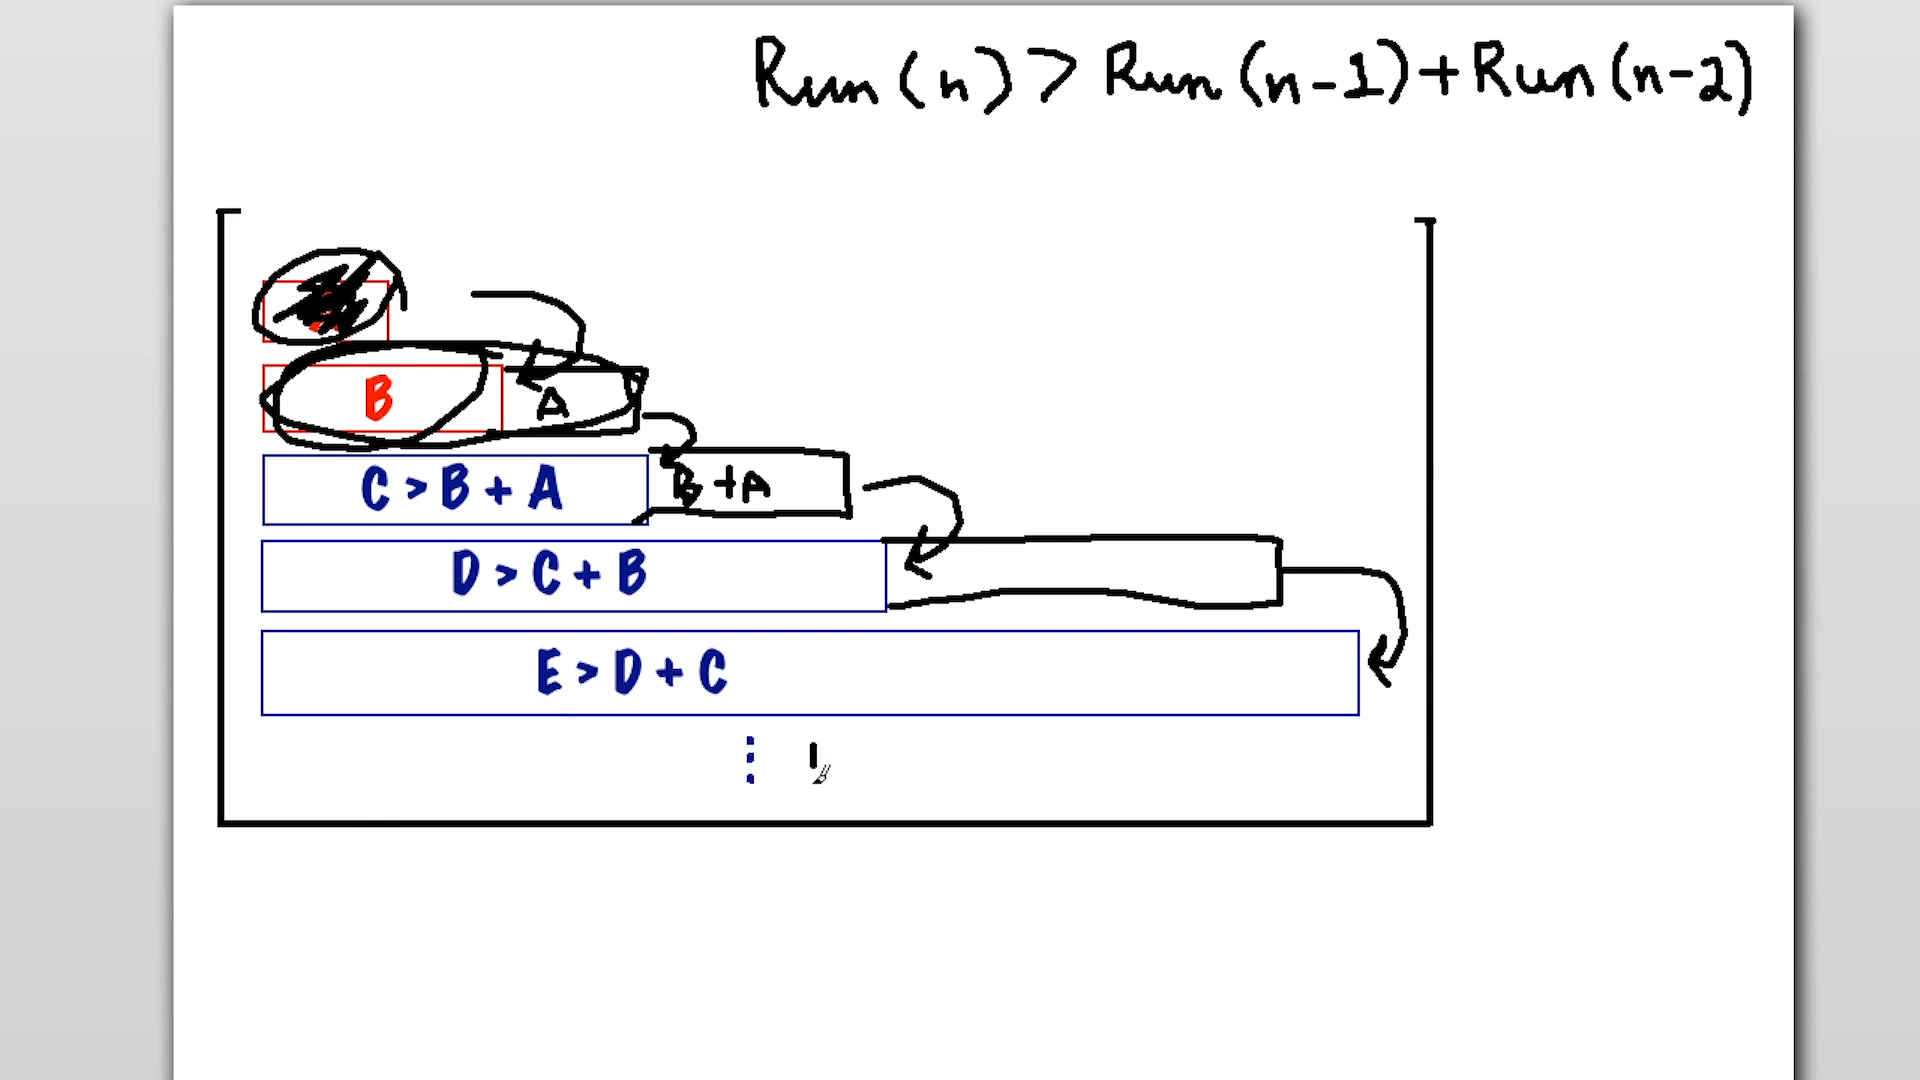 Run (n) > Run (n-1) + Run (n-2)
B A
C > B + A B + A
D > C + B
E > D + C
⋮